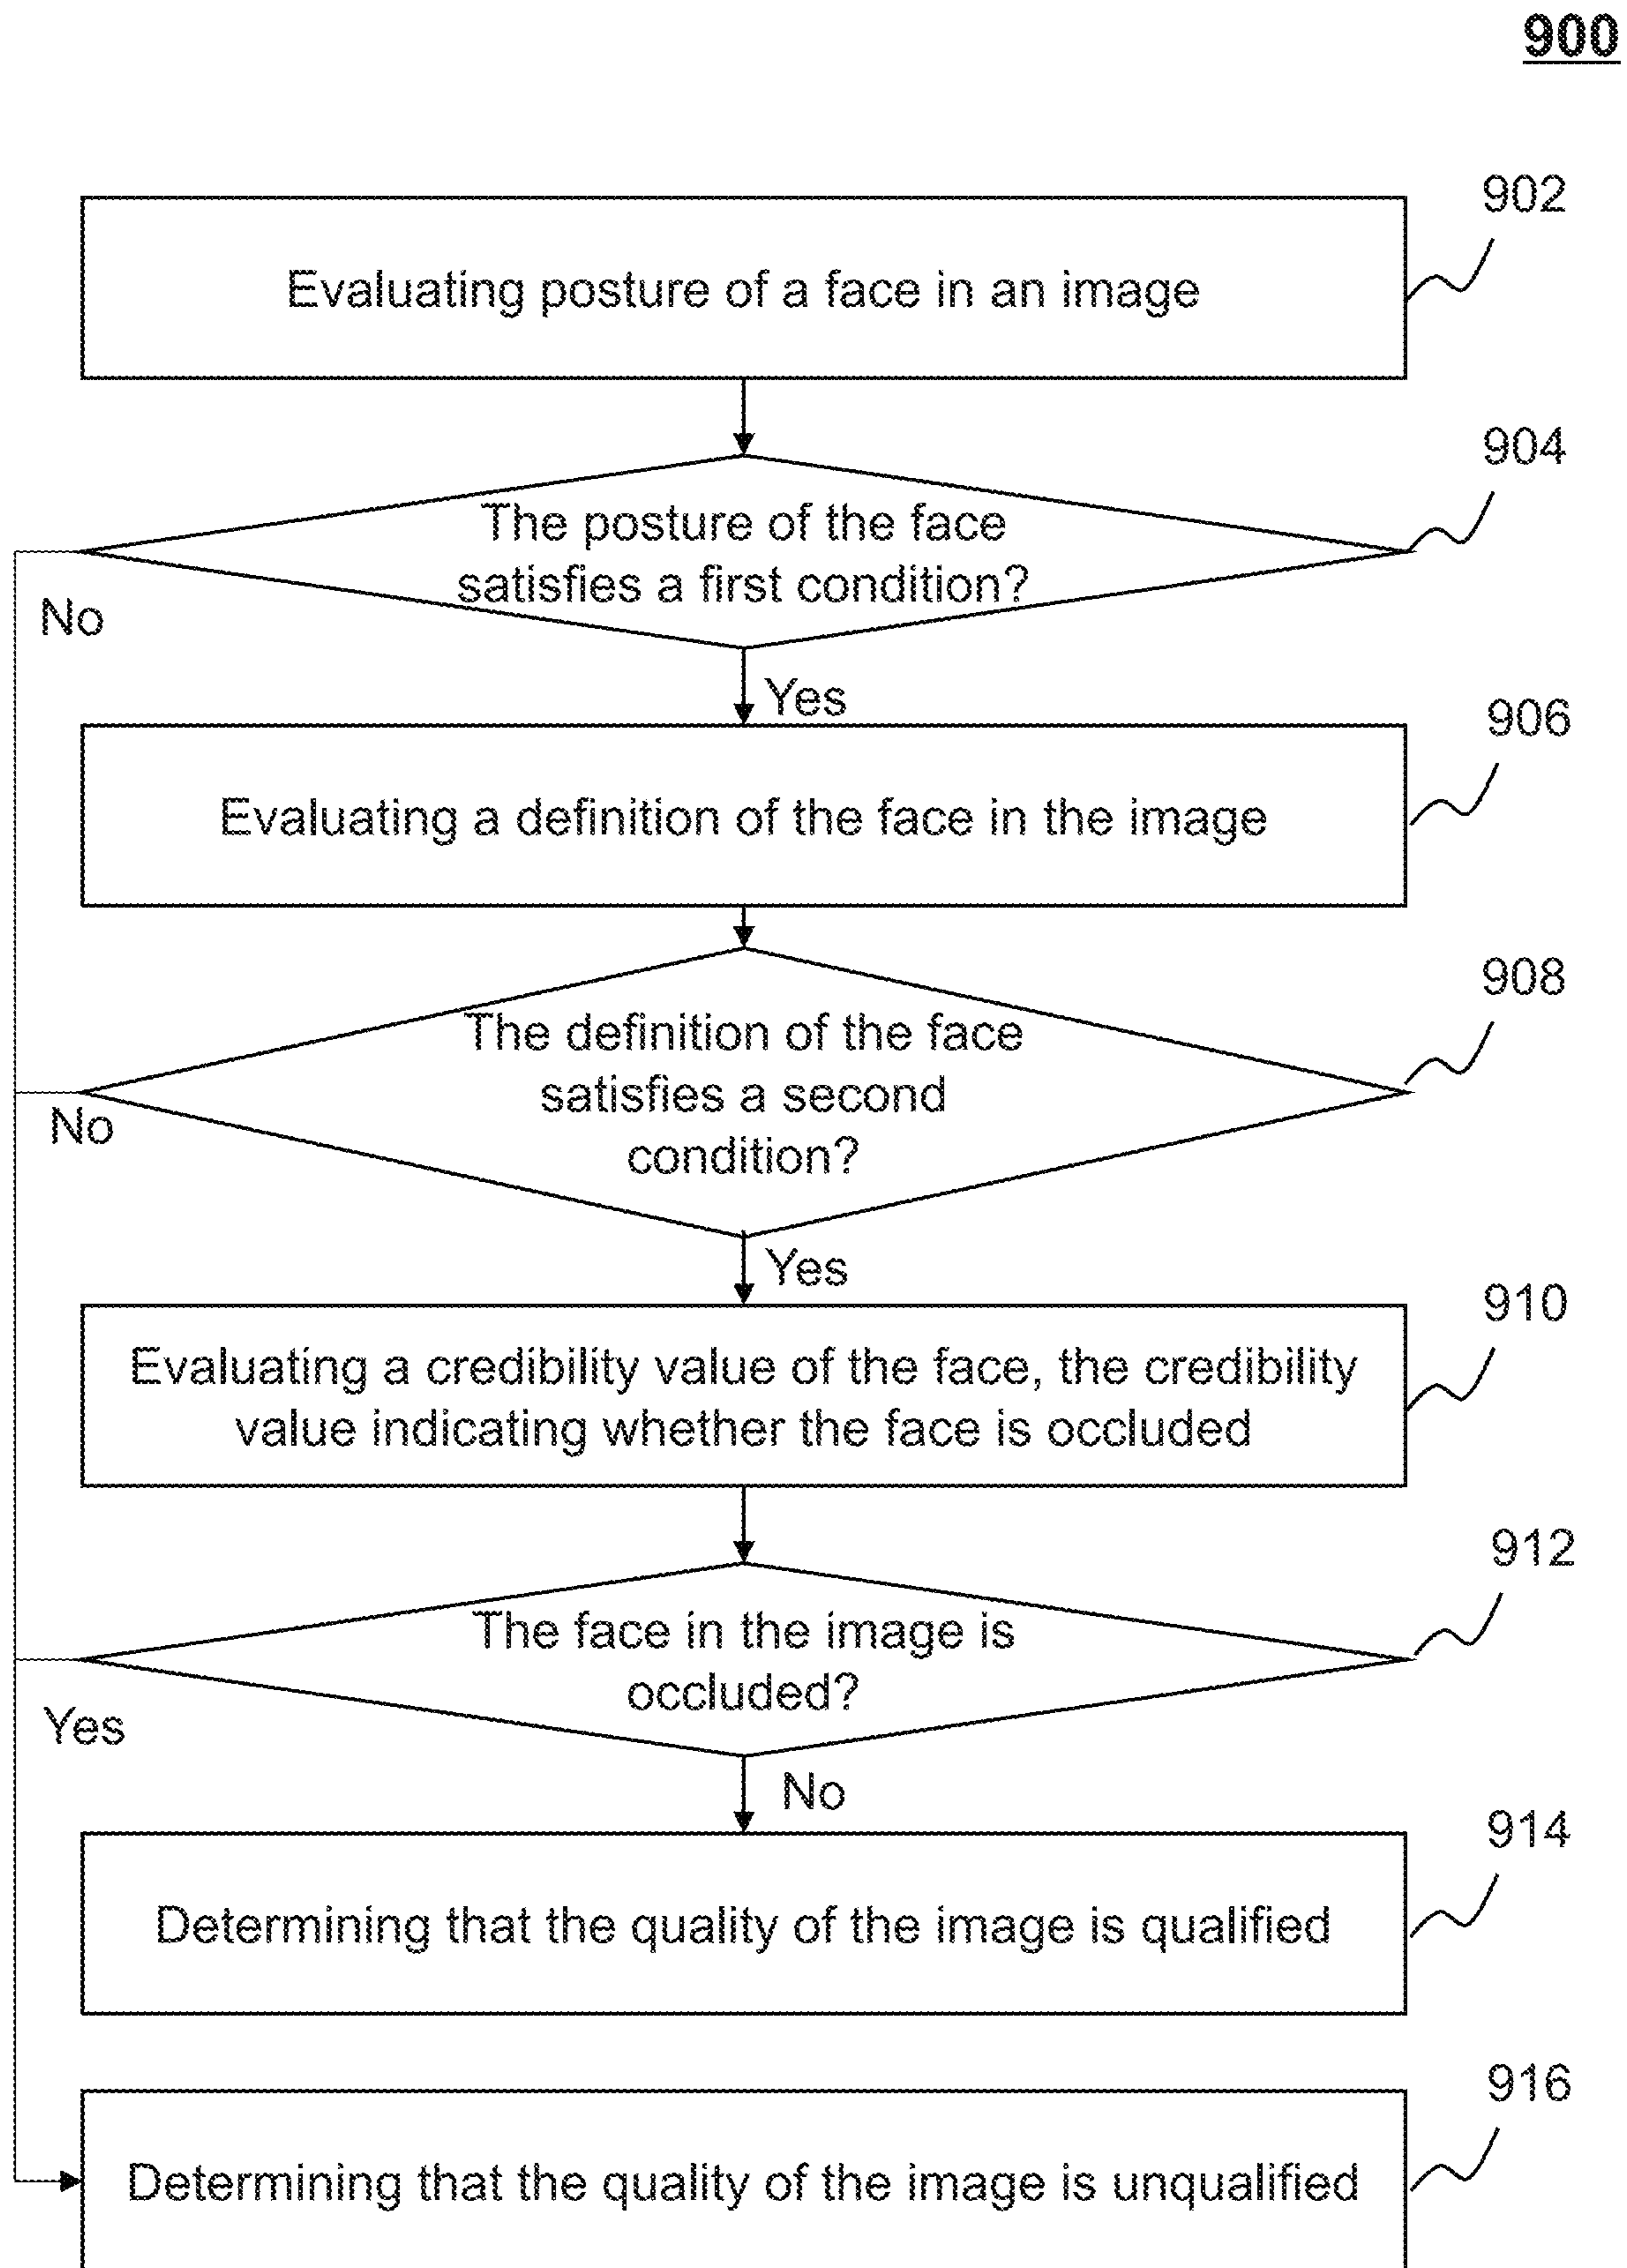 900
902
Evaluating posture of a face in an image
904
The posture of the face
satisfies a first condition?
No
Yes
906
Evaluating a definition of the face in the image
908
The definition of the face
satisfies a second
condition?
No
Yes
910
Evaluating a credibility value of the face, the credibility
value indicating whether the face is occluded
912
The face in the image is
occluded?
Yes
No
914
Determining that the quality of the image is qualified
916
Determining that the quality of the image is unqualified